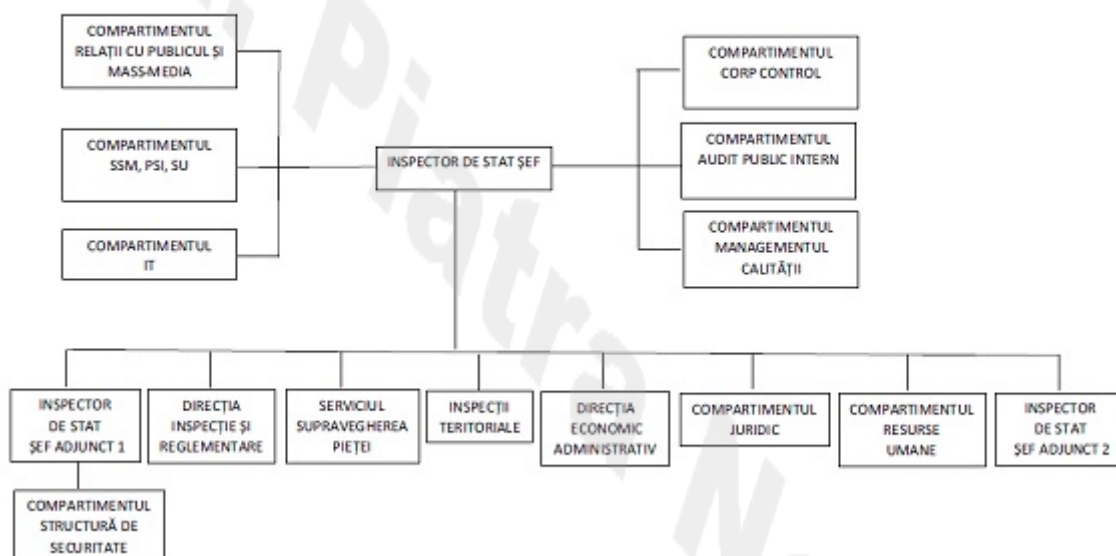 COMPARTIMENTUL
RELAȚII CU PUBLICUL ȘI
MASS-MEDIA
COMPARTIMENTUL
SSM, PSI, SU
COMPARTIMENTUL
IT
INSPECTOR DE STAT ȘEF
COMPARTIMENTUL
CORP CONTROL
COMPARTIMENTUL
AUDIT PUBLIC INTERN
COMPARTIMENTUL
MANAGEMENTUL
CALITĂȚII
INSPECTOR
DE STAT
ȘEF ADJUNCT 1
DIRECȚIA
INSPECȚIE ȘI
REGLEMENTARE
SERVICIUL
SUPRAVEGHEREA
PIEȚEI
INSPECȚII
TERITORIALE
DIRECȚIA
ECONOMIC
ADMINISTRATIV
COMPARTIMENTUL
JURIDIC
COMPARTIMENTUL
RESURSE
UMANE
INSPECTOR
DE STAT
ȘEF ADJUNCT 2
COMPARTIMENTUL
STRUCTURĂ DE
SECURITATE
Piatra N